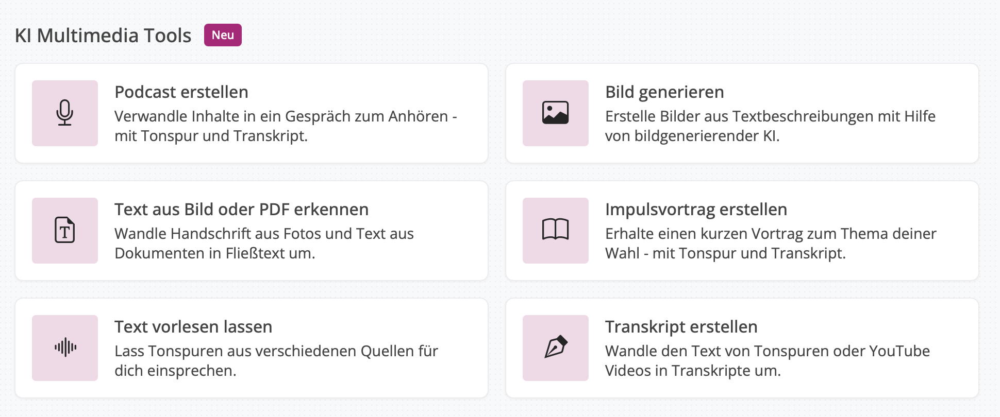 KI Multimedia Tools
Neu
Podcast erstellen
Verwandle Inhalte in ein Gespräch zum Anhören -
mit Tonspur und Transkript.
Bild generieren
Erstelle Bilder aus Textbeschreibungen mit Hilfe
von bildgenerierender KI.
Text aus Bild oder PDF erkennen
Wandle Handschrift aus Fotos und Text aus
Dokumenten in Fließtext um.
Impulsvortrag erstellen
Erhalte einen kurzen Vortrag zum Thema deiner
Wahl - mit Tonspur und Transkript.
Text vorlesen lassen
Lass Tonspuren aus verschiedenen Quellen für
dich einsprechen.
Transkript erstellen
Wandle den Text von Tonspuren oder YouTube
Videos in Transkripte um.